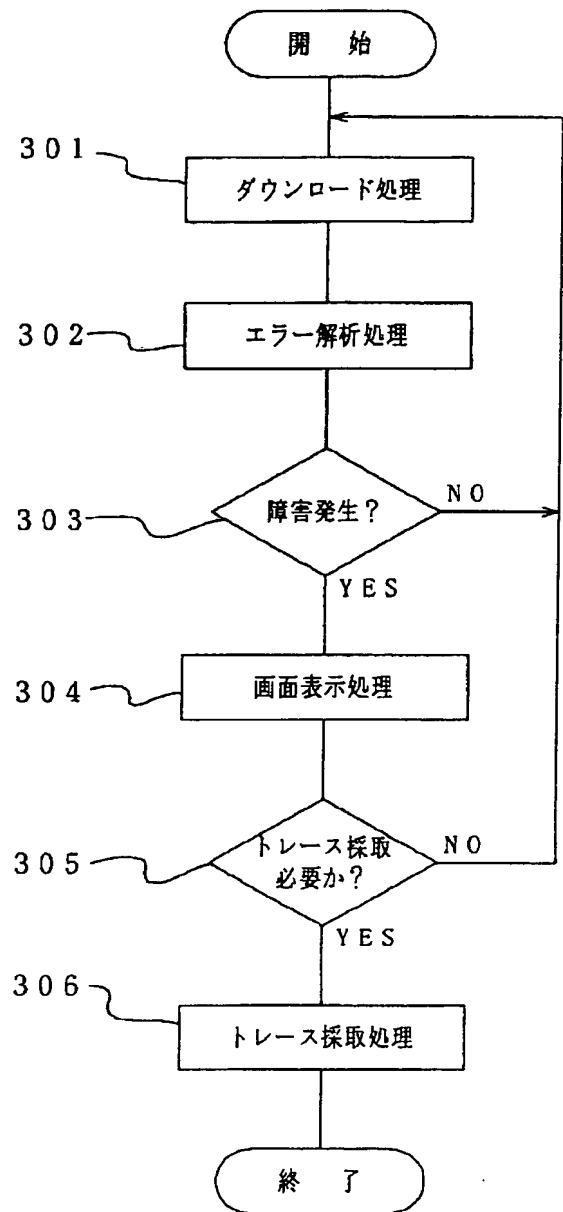 開 始
301
ダウンロード処理
302
エラー解析処理
303
障害発生?
NO
YES
304
画面表示処理
305
トレース採取
必要か?
NO
YES
306
トレース採取処理
終 了